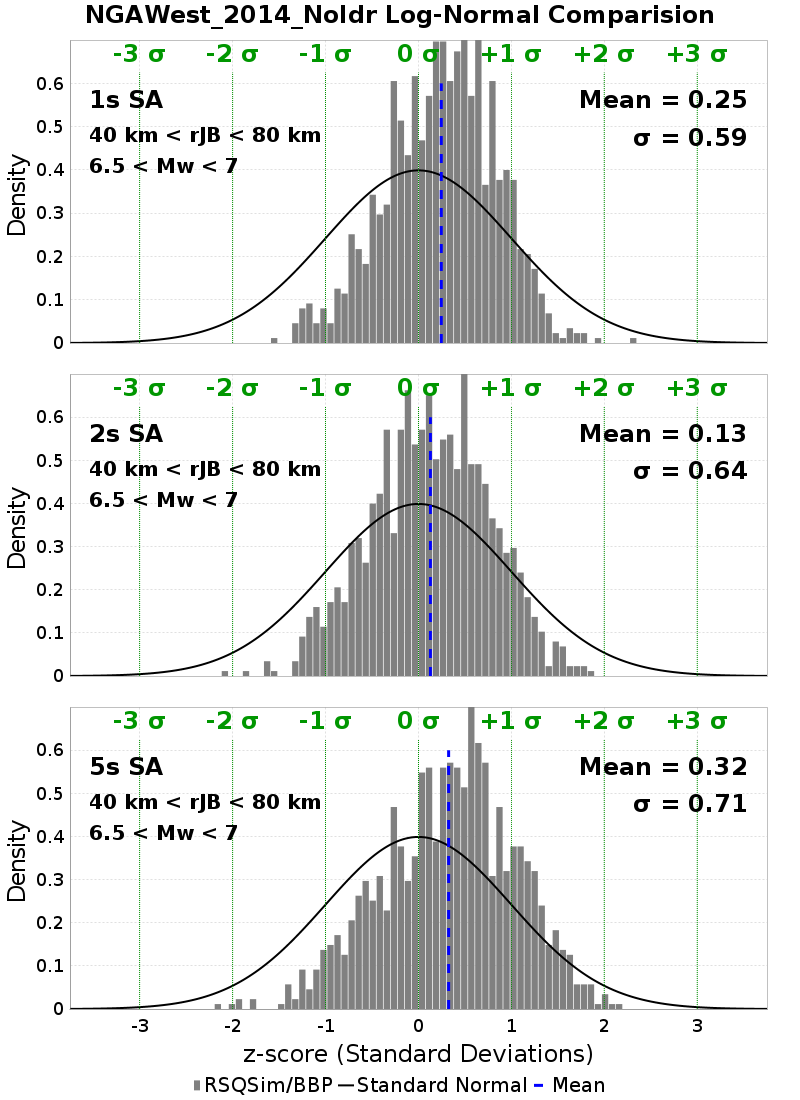 NGAWest_2014_NoIdr Log-Normal Comparision
-3 σ -2 σ -1 σ 0 σ +1 σ +2 σ +3 σ
0.6
1s SA Mean = 0.25
0.5
40 km < rJB < 80 km σ = 0.59
6.5 < Mw < 7
0.4
Density
0.3
0.2
0.1
0
-3 σ -2 σ -1 σ 0 σ +1 σ +2 σ +3 σ
0.6
2s SA Mean = 0.13
0.5
40 km < rJB < 80 km σ = 0.64
6.5 < Mw < 7
0.4
Density
0.3
0.2
0.1
0
-3 σ -2 σ -1 σ 0 σ +1 σ +2 σ +3 σ
0.6
5s SA Mean = 0.32
0.5
40 km < rJB < 80 km σ = 0.71
6.5 < Mw < 7
0.4
Density
0.3
0.2
0.1
0
-3 -2 -1 0 1 2 3
z-score (Standard Deviations)
RSQSim/BBP Standard Normal Mean